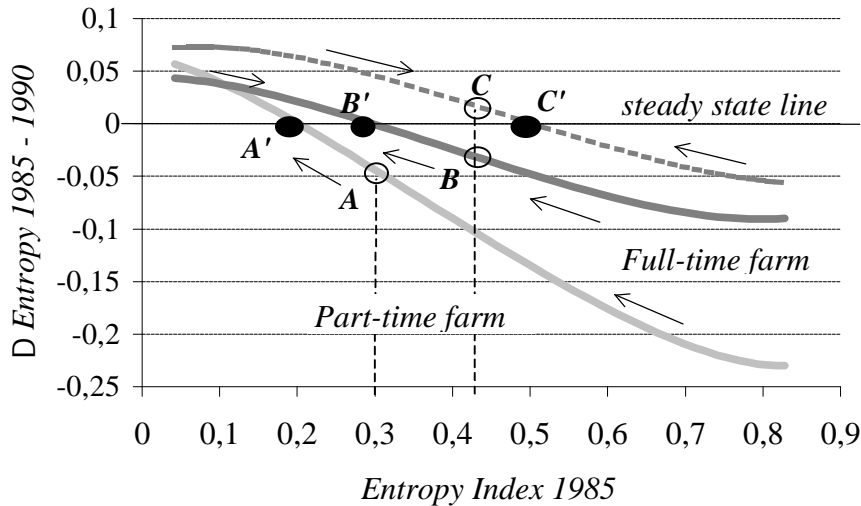 0,1
0,05
0
-0,05
-0,1
-0,15
-0,2
-0,25
D Entropy 1985 - 1990
C
C'
B'
steady state line
A'
B
A
Full-time farm
Part-time farm
0 0,1 0,2 0,3 0,4 0,5 0,6 0,7 0,8 0,9
Entropy Index 1985